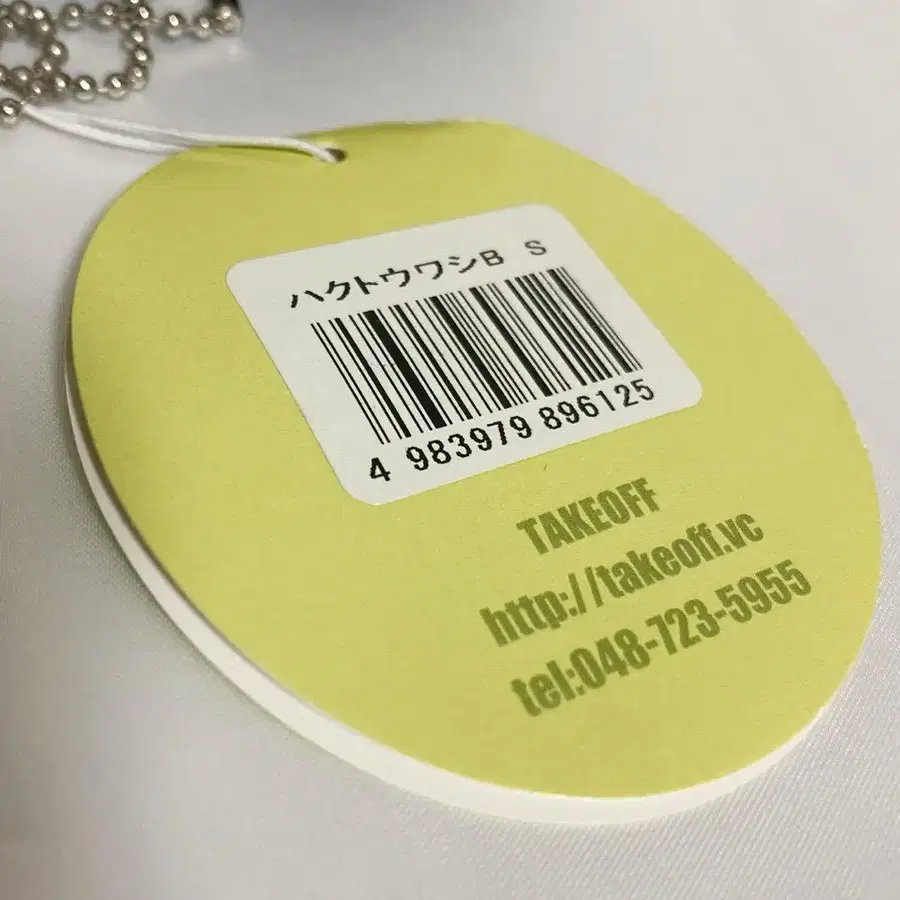 ハクトウワシB S
4 983979 896125
TAKEOFF
http://takeoff.vc
tel:048-723-5955